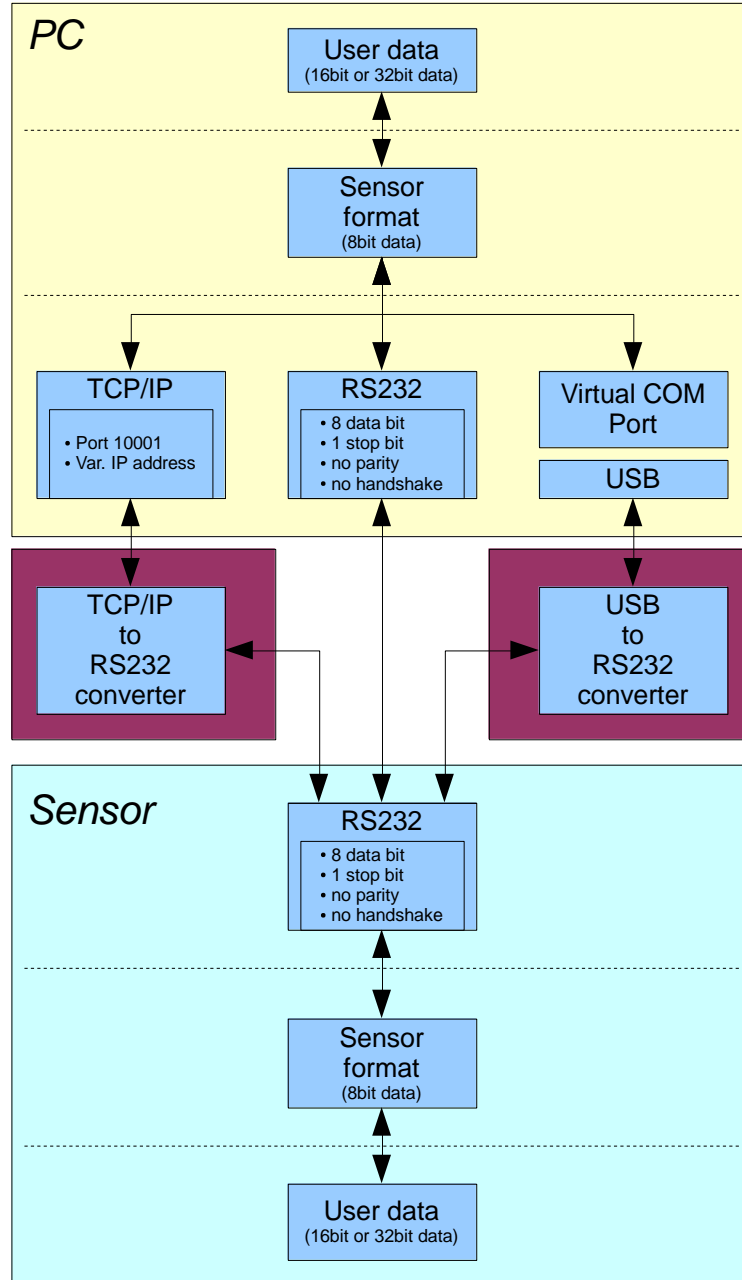 PC
User data
(16bit or 32bit data)
Sensor
format
(8bit data)
TCP/IP
• Port 10001
• Var. IP address
RS232
• 8 data bit
• 1 stop bit
• no parity
• no handshake
Virtual COM
Port
USB
TCP/IP
to
RS232
converter
USB
to
RS232
converter
Sensor
RS232
• 8 data bit
• 1 stop bit
• no parity
• no handshake
Sensor
format
(8bit data)
User data
(16bit or 32bit data)